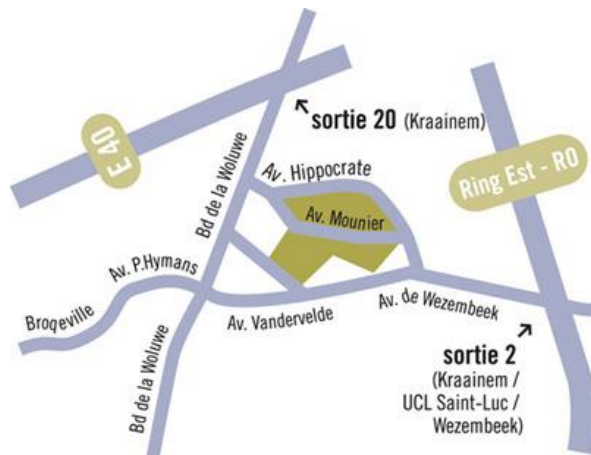 E 40
sortie 20 (Kraainem)
Ring Est - R0
Av. Hippocrate
Av. Mounier
Bd de la Woluwe
Av. P.Hymans
Broqeville
Av. Vandervelde
Av. de Wezembeek
Bd de la Woluwe
sortie 2
(Kraainem /
UCL Saint-Luc /
Wezembeek)